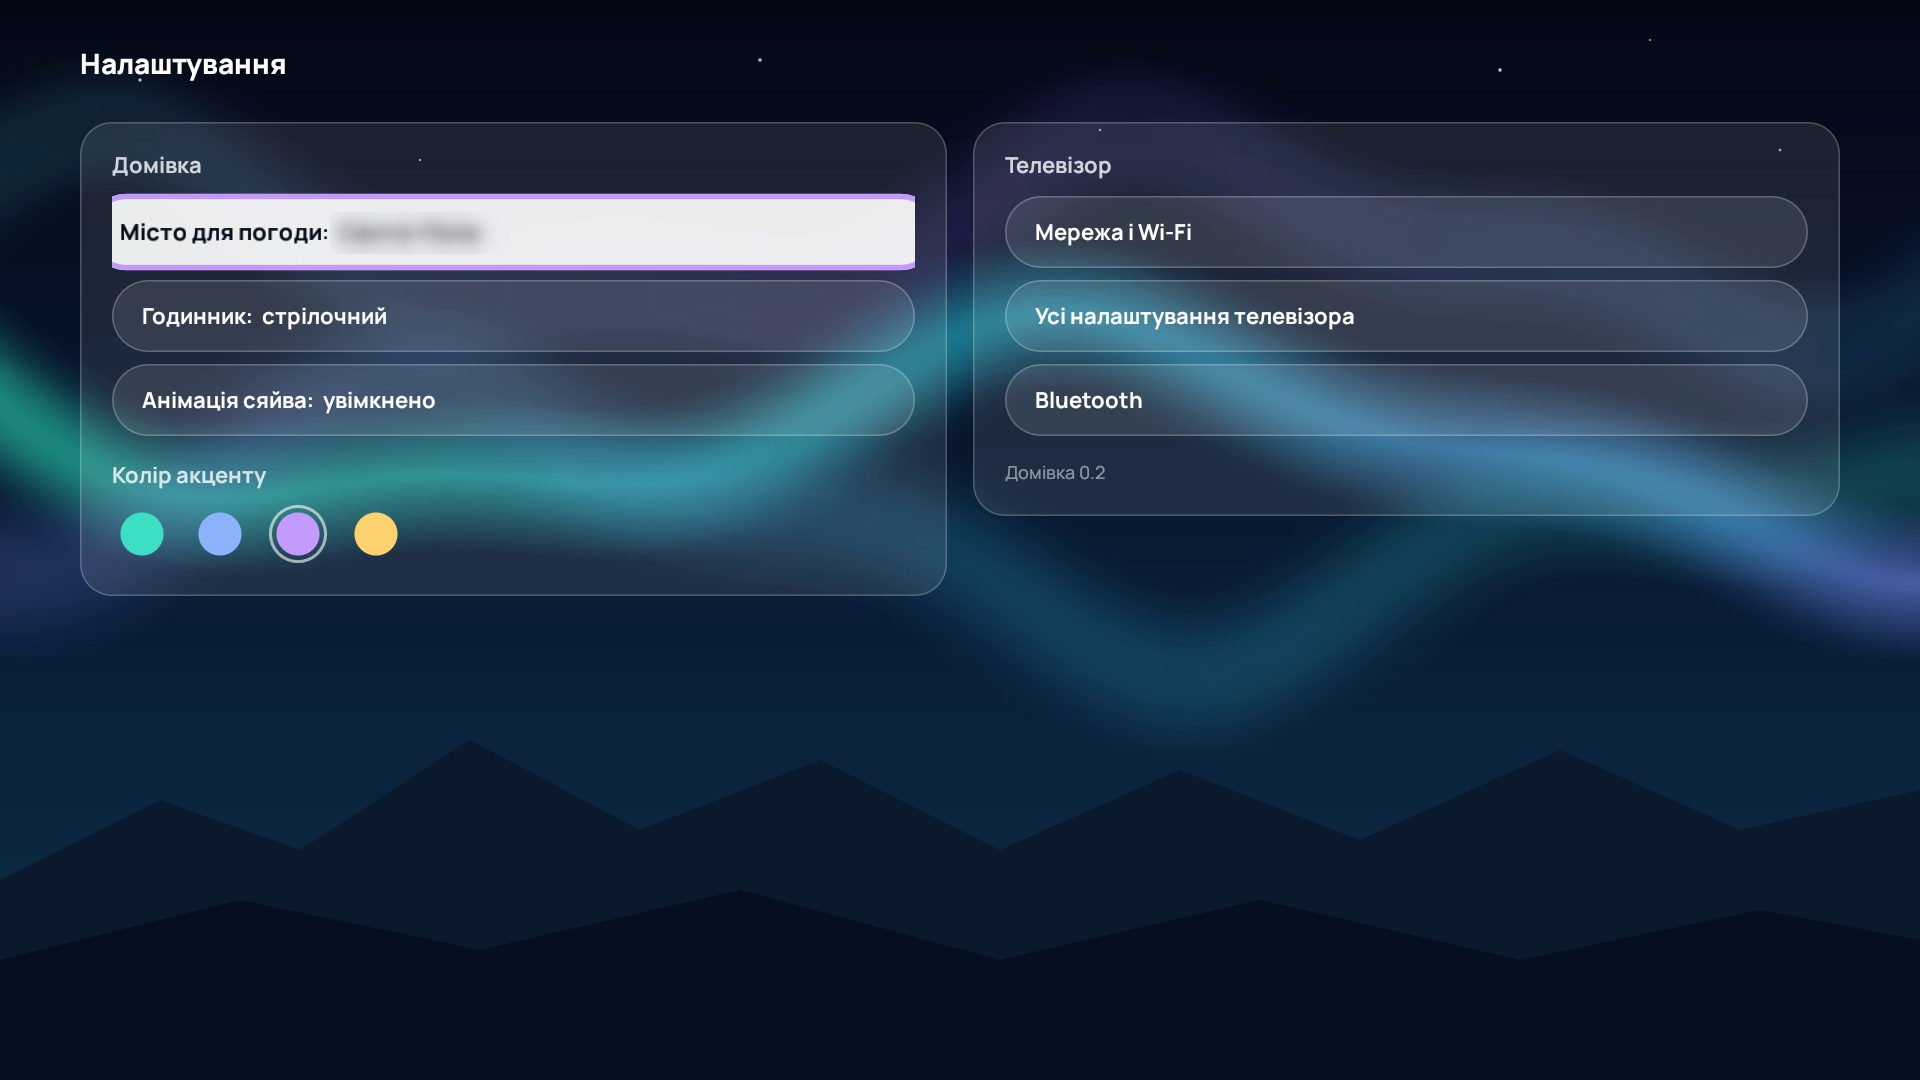 Налаштування
Домівка
Місто для погоди:
Годинник: стрілочний
Анімація сяйва: увімкнено
Колір акценту
Телевізор
Мережа і Wi-Fi
Усі налаштування телевізора
Bluetooth
Домівка 0.2